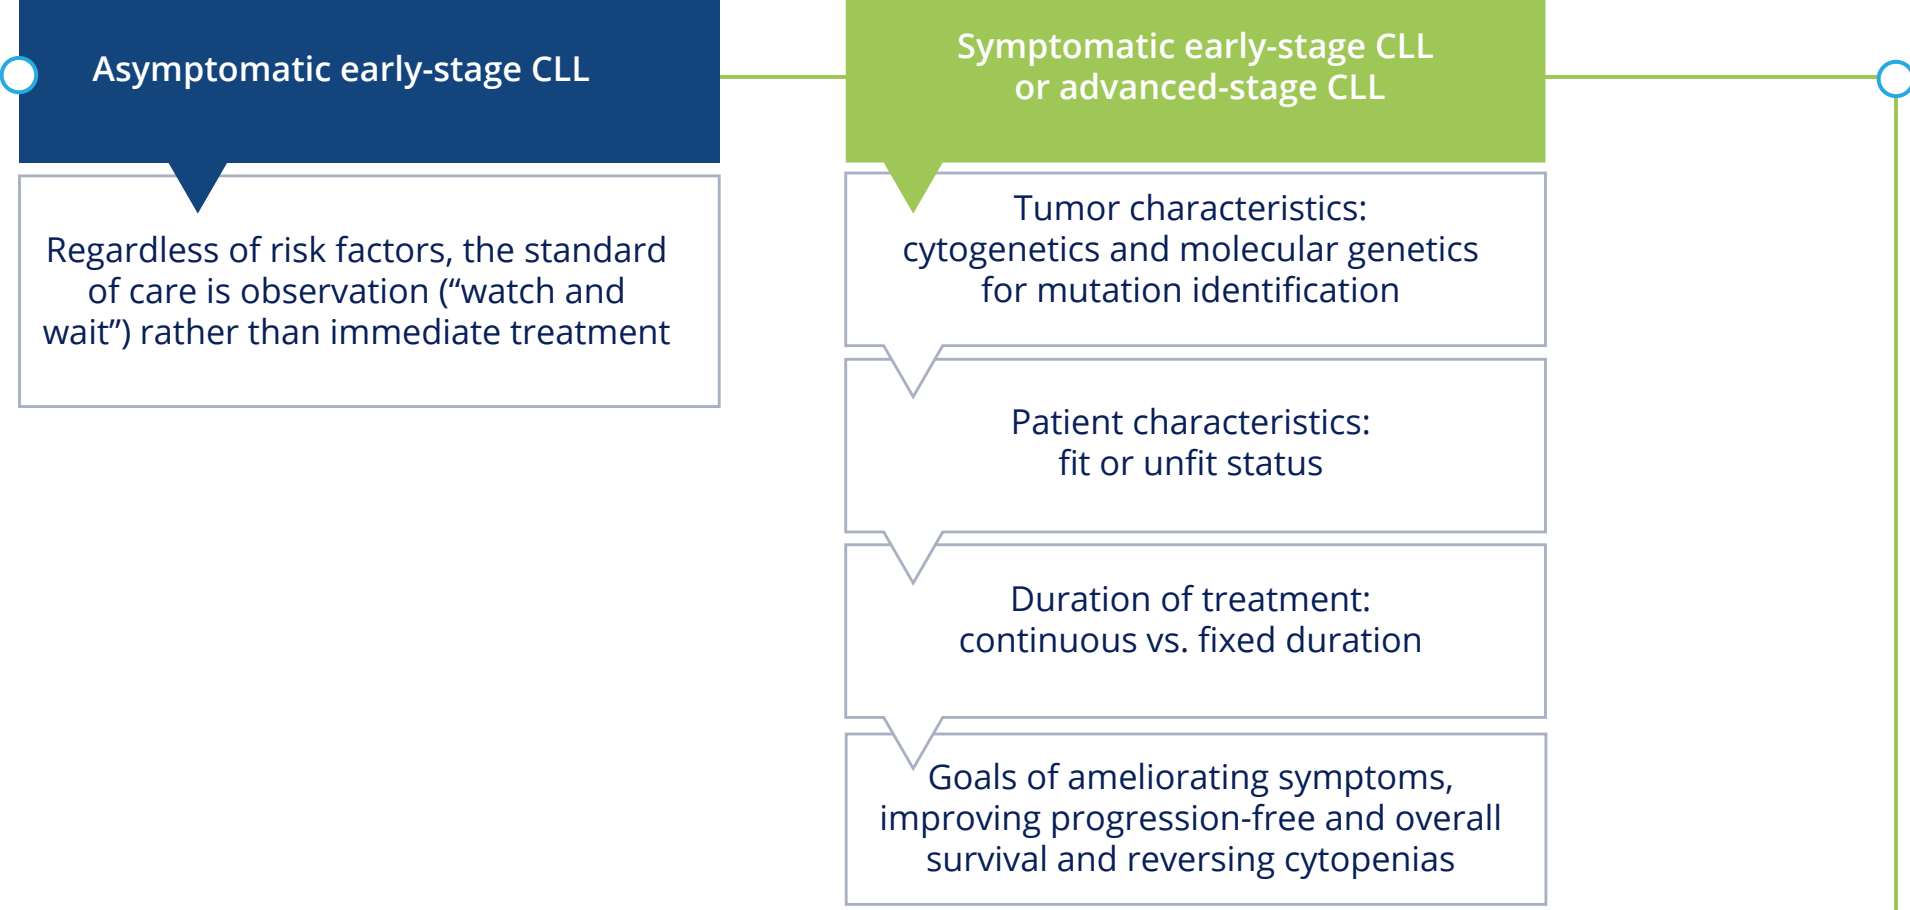 Asymptomatic early-stage CLL
Regardless of risk factors, the standard
of care is observation (“watch and
wait”) rather than immediate treatment
Symptomatic early-stage CLL
or advanced-stage CLL
Tumor characteristics:
cytogenetics and molecular genetics
for mutation identification
Patient characteristics:
fit or unfit status
Duration of treatment:
continuous vs. fixed duration
Goals of ameliorating symptoms,
improving progression-free and overall
survival and reversing cytopenias